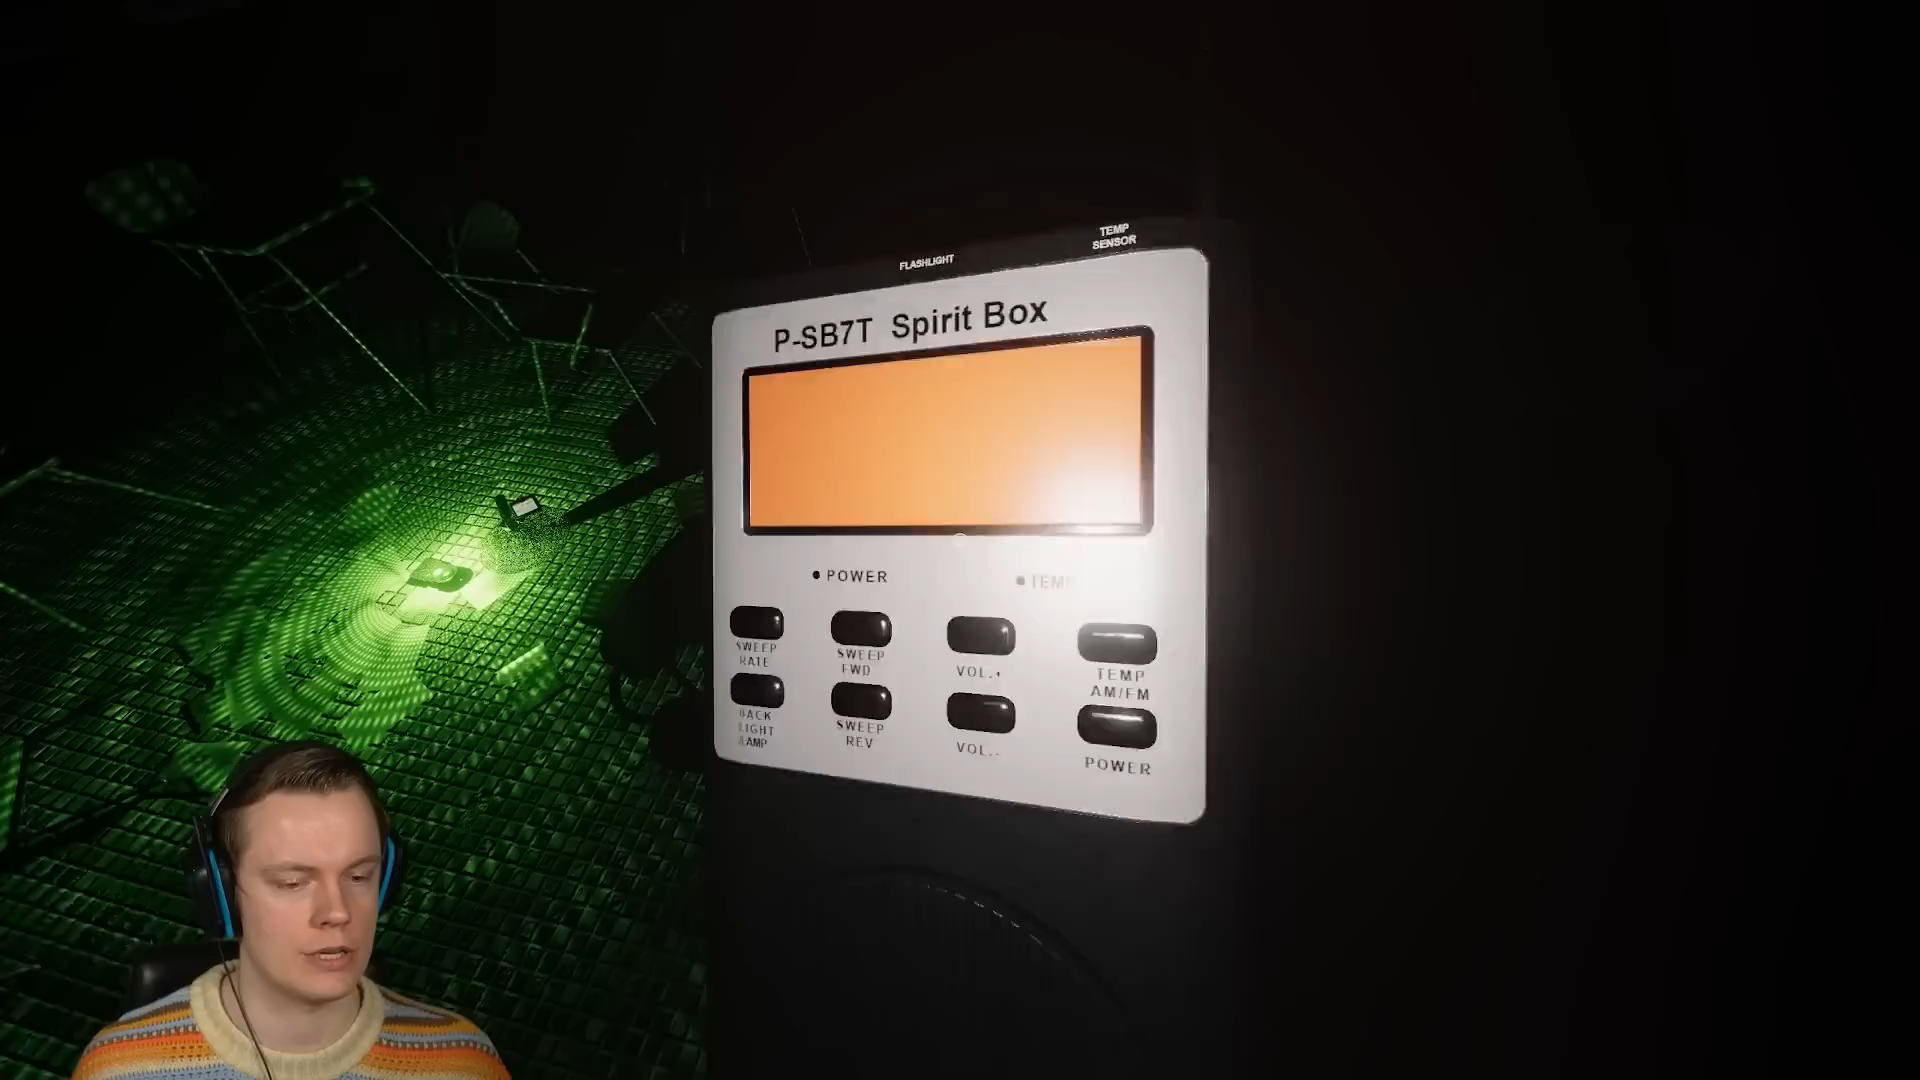 TEMP
SENSOR
FLASHLIGHT
P-SB7T Spirit Box
POWER
TEMP
SWEEP
RATE
SWEEP
FWD
VOL.+
TEMP
AM/FM
BACK
LIGHT
/LAMP
SWEEP
REV
VOL.-
POWER